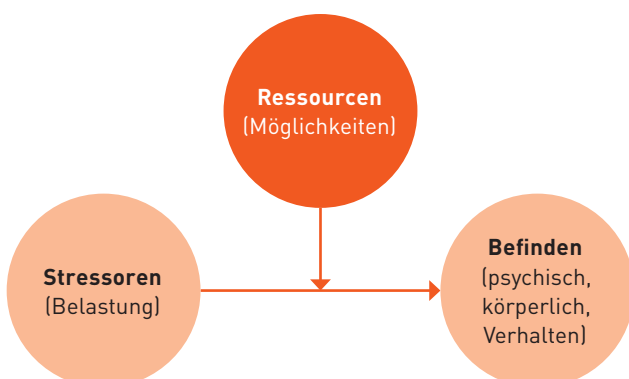 Ressourcen
(Möglichkeiten)
Stressoren
(Belastung)
Befinden
(psychisch,
körperlich,
Verhalten)